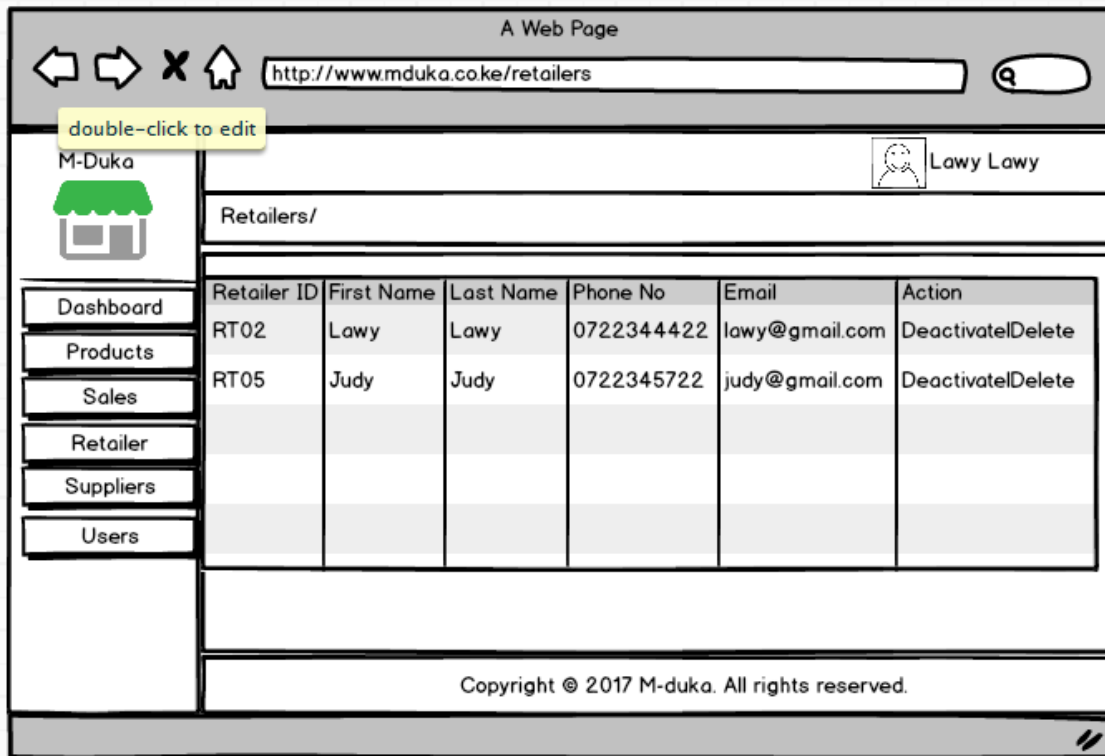 A Web Page
http://www.mduka.co.ke/retailers
double-click to edit
M-Duka
Lawy Lawy
Retailers/
Dashboard
Products
Sales
Retailer
Suppliers
Users
Retailer ID First Name Last Name Phone No Email Action
RT02 Lawy Lawy 0722344422 lawy@gmail.com Deactivate|Delete
RT05 Judy Judy 0722345722 judy@gmail.com Deactivate|Delete
Copyright © 2017 M-duka. All rights reserved.